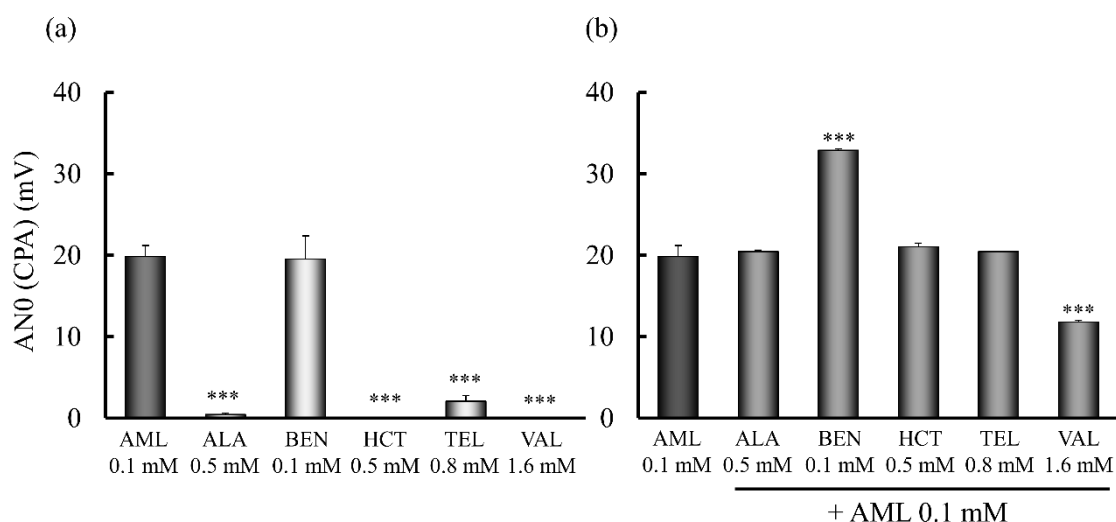 (a)
AN0 (CPA) (mV)
40
30
20
10
0
***
***
***
***
AML ALA BEN HCT TEL VAL
0.1 mM 0.5 mM 0.1 mM 0.5 mM 0.8 mM 1.6 mM
(b)
40
30
20
10
0
***
***
AML ALA BEN HCT TEL VAL
0.1 mM 0.5 mM 0.1 mM 0.5 mM 0.8 mM 1.6 mM
+ AML 0.1 mM